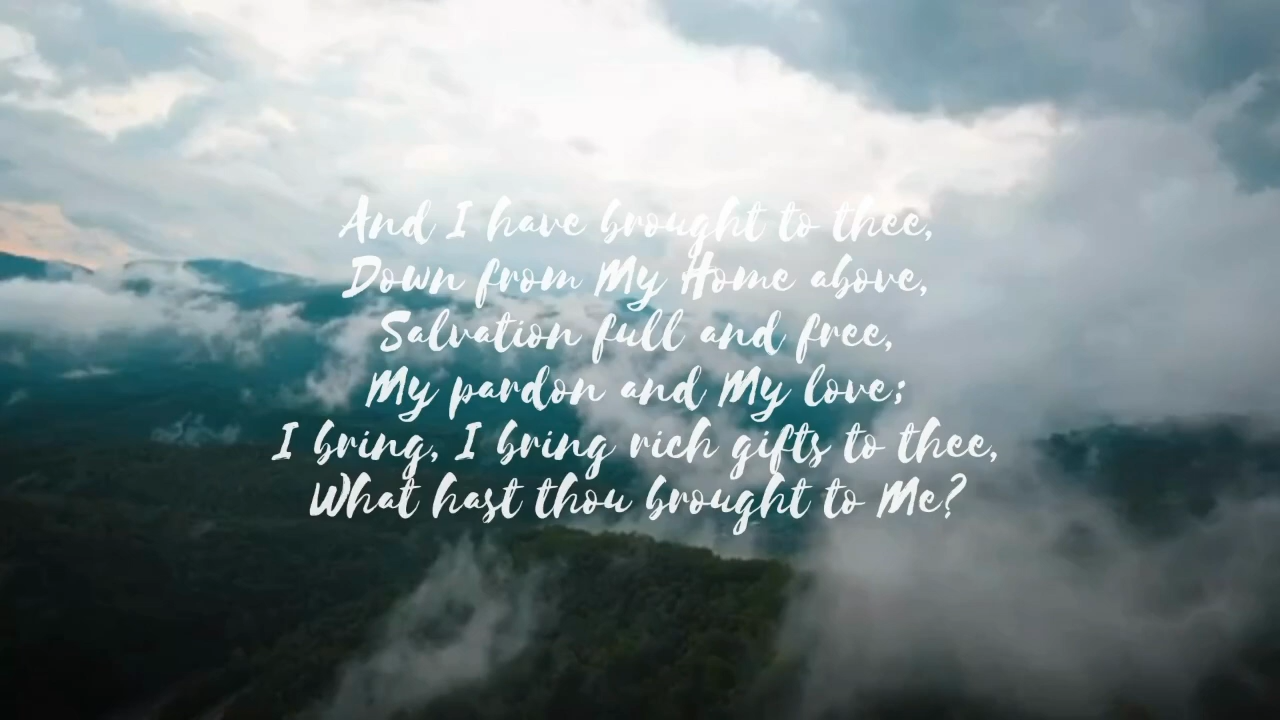 And I have brought to thee,
Down from My Home above,
Salvation full and free,
My pardon and My love;
I bring, I bring rich gifts to thee,
What hast thou brought to Me?